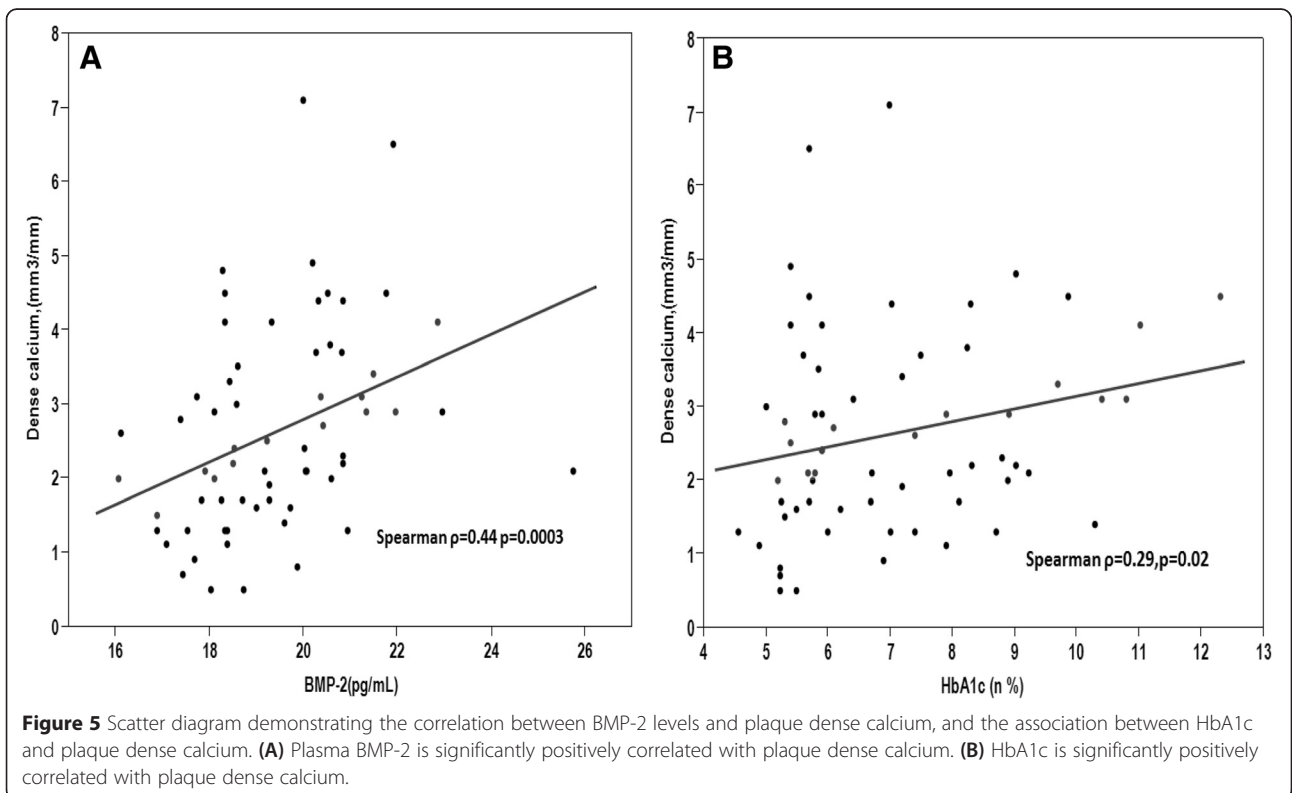 A
8
7
6
5
4
3
2
1
0
Dense calcium,(mm3/mm)
16 18 20 22 24 26
BMP-2(pg/mL)
Spearman ρ=0.44 p=0.0003
B
8
7
6
5
4
3
2
1
0
Dense calcium,(mm3/mm)
4 5 6 7 8 9 10 11 12 13
HbA1c (n %)
Spearman ρ=0.29,p=0.02
Figure 5 Scatter diagram demonstrating the correlation between BMP-2 levels and plaque dense calcium, and the association between HbA1c
and plaque dense calcium. (A) Plasma BMP-2 is significantly positively correlated with plaque dense calcium. (B) HbA1c is significantly positively
correlated with plaque dense calcium.